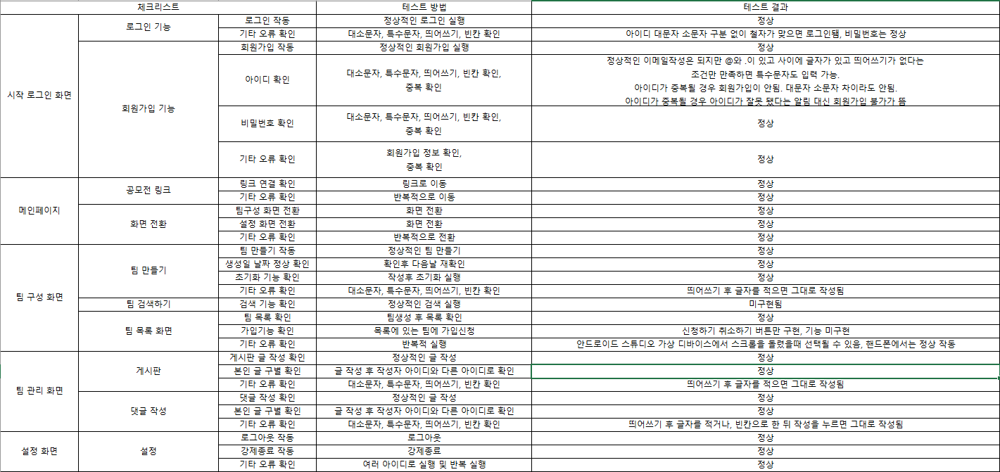 체크리스트 테스트 방법 테스트 결과
시작 로그인 화면 로그인 기능 로그인 작동 정상적인 로그인 실행 정상
기타 오류 확인 대소문자, 특수문자, 띄어쓰기, 빈칸 확인 아이디 대문자 소문자 구분 없이 철자가 맞으면 로그인됌, 비밀번호는 정상
회원가입 기능 회원가입 작동 정상적인 회원가입 실행 정상
아이디 확인 대소문자, 특수문자, 띄어쓰기, 빈칸 확인,
중복 확인
정상적인 이메일작성은 되지만 @와 .이 있고 사이에 글자가 있고 띄어쓰기가 없다는
조건만 만족하면 특수문자도 입력 가능.
아이디가 중복될 경우 회원가입이 안됨. 대문자 소문자 차이라도 안됨.
아이디가 중복될 경우 아이디가 잘못 됐다는 알림 대신 회원가입 불가가 뜸
비밀번호 확인 대소문자, 특수문자, 띄어쓰기, 빈칸 확인,
중복 확인
정상
기타 오류 확인 회원가입 정보 확인,
중복 확인
정상
메인페이지 공모전 링크 링크 연결 확인 링크로 이동 정상
기타 오류 확인 반복적으로 이동 정상
화면 전환 팀구성 화면 전환 화면 전환 정상
설정 화면 전환 화면 전환 정상
기타 오류 확인 반복적으로 전환 정상
팀 구성 화면 팀 만들기 팀 만들기 작동 정상적인 팀 만들기 정상
생성일 날짜 정상 확인 확인후 다음날 재확인 정상
초기화 기능 확인 작성후 초기화 실행 정상
기타 오류 확인 대소문자, 특수문자, 띄어쓰기, 빈칸 확인 띄어쓰기 후 글자를 적으면 그대로 작성됨
팀 검색하기 검색 기능 확인 정상적인 검색 실행 미구현됨
팀 목록 화면 팀 목록 확인 팀생성 후 목록 확인 정상
가입기능 확인 목록에 있는 팀에 가입신청 신청하기 취소하기 버튼만 구현, 기능 미구현
기타 오류 확인 반복적 실행 안드로이드 스튜디오 가상 디바이스에서 스크롤을 돌렸을때 선택될 수 있음, 핸드폰에서는 정상 작동
팀 관리 화면 게시판 게시판 글 작성 확인 정상적인 글 작성 정상
본인 글 구별 확인 글 작성 후 작성자 아이디와 다른 아이디로 확인 정상
기타 오류 확인 대소문자, 특수문자, 띄어쓰기, 빈칸 확인 띄어쓰기 후 글자를 적으면 그대로 작성됨
댓글 작성 댓글 작성 확인 정상적인 글 작성 정상
본인 글 구별 확인 글 작성 후 작성자 아이디와 다른 아이디로 확인 정상
기타 오류 확인 대소문자, 특수문자, 띄어쓰기, 빈칸 확인 띄어쓰기 후 글자를 적거나, 빈칸으로 한 뒤 작성을 누르면 그대로 작성됨
설정 화면 설정 로그아웃 작동 로그아웃 정상
강제종료 작동 강제종료 정상
기타 오류 확인 여러 아이디로 실행 및 반복 실행 정상